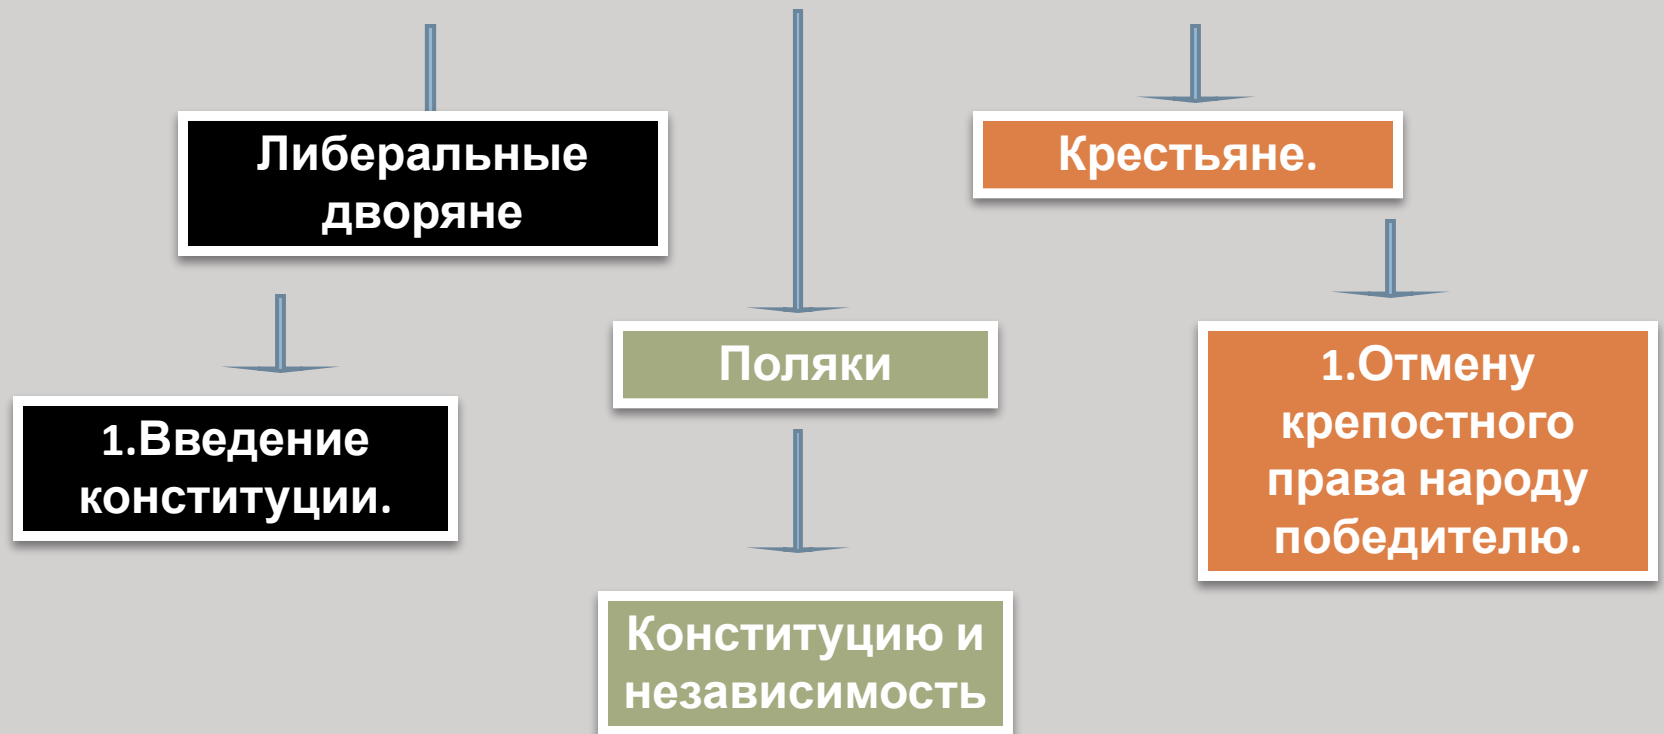 Либеральные
дворяне
Крестьяне.
Поляки
1.Введение
конституции.
1.Отмену
крепостного
права народу
победителю.
Конституцию и
независимость